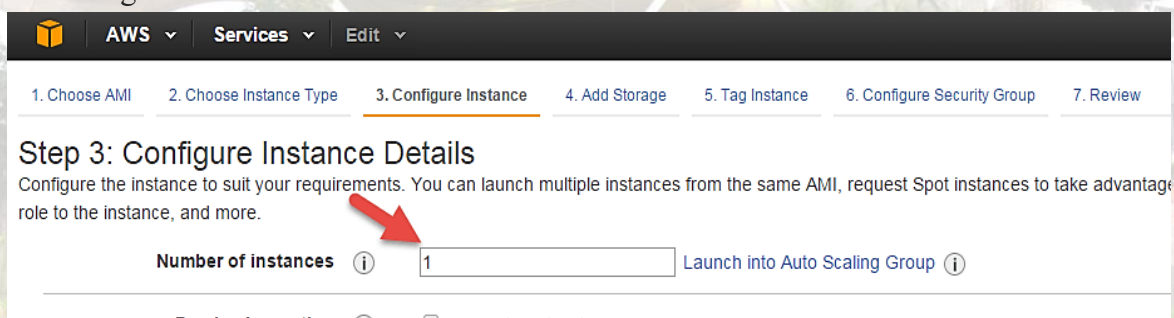 AWS Services Edit
1. Choose AMI 2. Choose Instance Type 3. Configure Instance 4. Add Storage 5. Tag Instance 6. Configure Security Group 7. Review
Step 3: Configure Instance Details
Configure the instance to suit your requirements. You can launch multiple instances from the same AMI, request Spot instances to take advantage
role to the instance, and more.
Number of instances i 1 Launch into Auto Scaling Group i